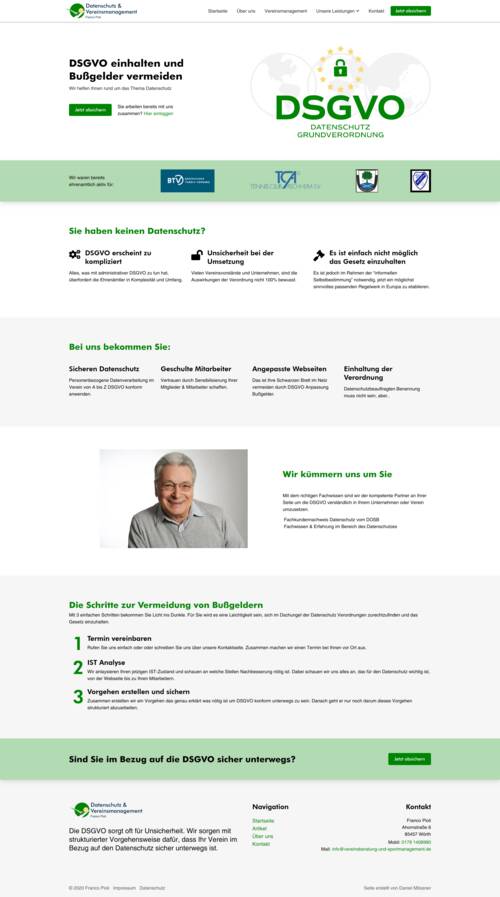 Datenschutz &
Vereinsmanagement
Franco Pioli
Startseite Über uns Vereinsmanagement Unsere Leistungen Kontakt Jetzt absichern
DSGVO einhalten und
Bußgelder vermeiden
Wir helfen Ihnen rund um das Thema Datenschutz
Jetzt absichern
Sie arbeiten bereits mit uns
zusammen? Hier einloggen
DSGVO
DATENSCHUTZ
GRUNDVERORDNUNG
Wir waren bereits
ehrenamtlich aktiv für:
BTV
Sie haben keinen Datenschutz?
DSGVO erscheint zu
kompliziert
Alles, was mit administrativer DSGVO zu tun hat,
überfordert die Ehrenämtler in Komplexität und Umfang.
Unsicherheit bei der
Umsetzung
Vielen Vereinsvorstände und Unternehmen, sind die
Auswirkungen der Verordnung nicht 100% bewusst.
Es ist einfach nicht möglich
das Gesetz einzuhalten
Es ist jedoch im Rahmen der "informellen
Selbstbestimmung" notwendig, jetzt ein möglichst
sinnvolles passenden Regelwerk in Europa zu etablieren.
Bei uns bekommen Sie:
Sicheren Datenschutz
Personenbezogene Datenverarbeitung im
Verein von A bis Z DSGVO konform
anwenden.
Geschulte Mitarbeiter
Vertrauen durch Sensibilisierung Ihrer
Mitglieder & Mitarbeiter schaffen.
Angepasste Webseiten
Das ist Ihre Schwarzen Brett im Netz
vermeiden durch DSGVO Anpassung
Bußgelder.
Einhaltung der
Verordnung
Datenschutzbeauftragten Benennung
muss nicht sein, aber..
Wir kümmern uns um Sie
Mit dem richtigen Fachwissen sind wir der kompetente Partner an Ihrer
Seite um die DSGVO verständlich in Ihrem Unternehmen oder Verein
umzusetzen.
Fachkundernachweis Datenschutz vom DOSB
Fachwissen & Erfahrung im Bereich des Datenschutzes
Die Schritte zur Vermeidung von Bußgeldern
Mit 3 einfachen Schritten bekommen Sie Licht ins Dunkle. Für Sie wird es eine Leichtigkeit sein, sich im Dschungel der Datenschutz Verordnungen zurechtzufinden und das
Gesetz einzuhalten.
1 Termin vereinbaren
Rufen Sie uns einfach oder oder schreiben Sie uns über unsere Kontaktseite. Zusammen machen wir einen Termin bei Ihnen vor Ort aus.
2 IST Analyse
Wir anlaysieren Ihren jetzigen IST-Zustand und schauen an welche Stellen Nachbesserung nötig ist. Dabei schauen wir uns alles an, das für den Datenschutz wichtig ist,
von der Webseite bis zu Ihren Mitarbeitern.
3 Vorgehen erstellen und sichern
Zusammen erstellen wir ein Vorgehen das genau erklärt was nötig ist um DSGVO konform unterwegs zu sein. Danach geht er nur noch darum dieses Vorgehen
strukturiert abzuarbeiten.
Sind Sie im Bezug auf die DSGVO sicher unterwegs?
Jetzt absichern
Datenschutz &
Vereinsmanagement
Franco Pioli
Die DSGVO sorgt oft für Unsicherheit. Wir sorgen mit
strukturierter Vorgehensweise dafür, dass Ihr Verein im
Bezug auf den Datenschutz sicher unterwegs ist.
Navigation
Startseite
Artikel
Über uns
Kontakt
Kontakt
Franco Pioli
Ahornstraße 8
85457 Wörth
Mobil: 0179 1408980
Mail: info@vereinsberatung-und-sportmanagement.de
© 2020 Franco Pioli Impressum Datenschutz
Seite erstellt von Daniel Mössner